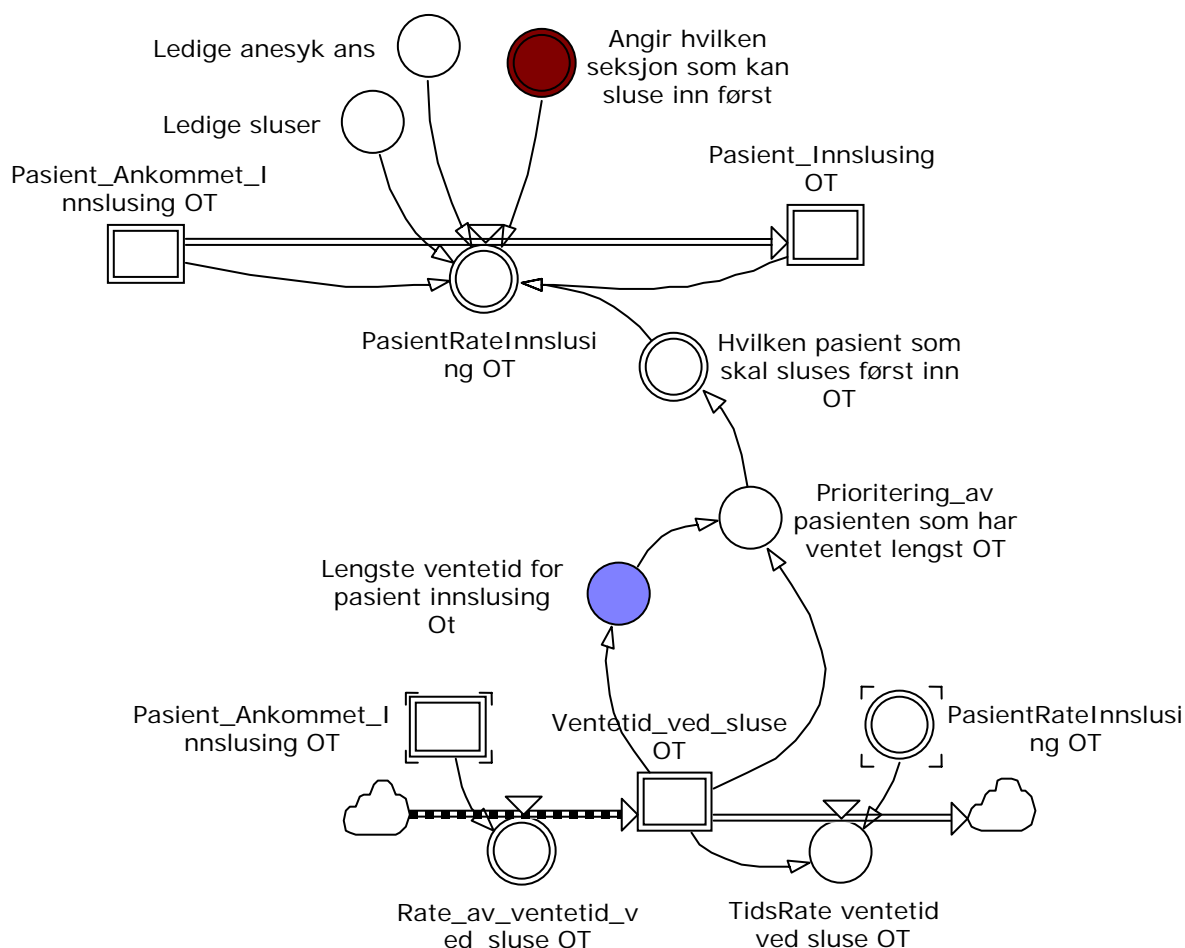 Ledige anesyk ans
Angir hvilken
seksjon som kan
sluse inn først
Ledige sluser
Pasient_Ankommet_I
nnslusing OT
Pasient_Innslusing
OT
PasientRateInnslusi
ng OT
Hvilken pasient som
skal sluses først inn
OT
Prioritering_av
pasienten som har
ventet lengst OT
Lengste ventetid for
pasient innslusing
Ot
Pasient_Ankommet_I
nnslusing OT
Ventetid_ved_sluse
OT
PasientRateInnslusi
ng OT
Rate_av_ventetid_v
ed_sluse OT
TidsRate ventetid
ved sluse OT